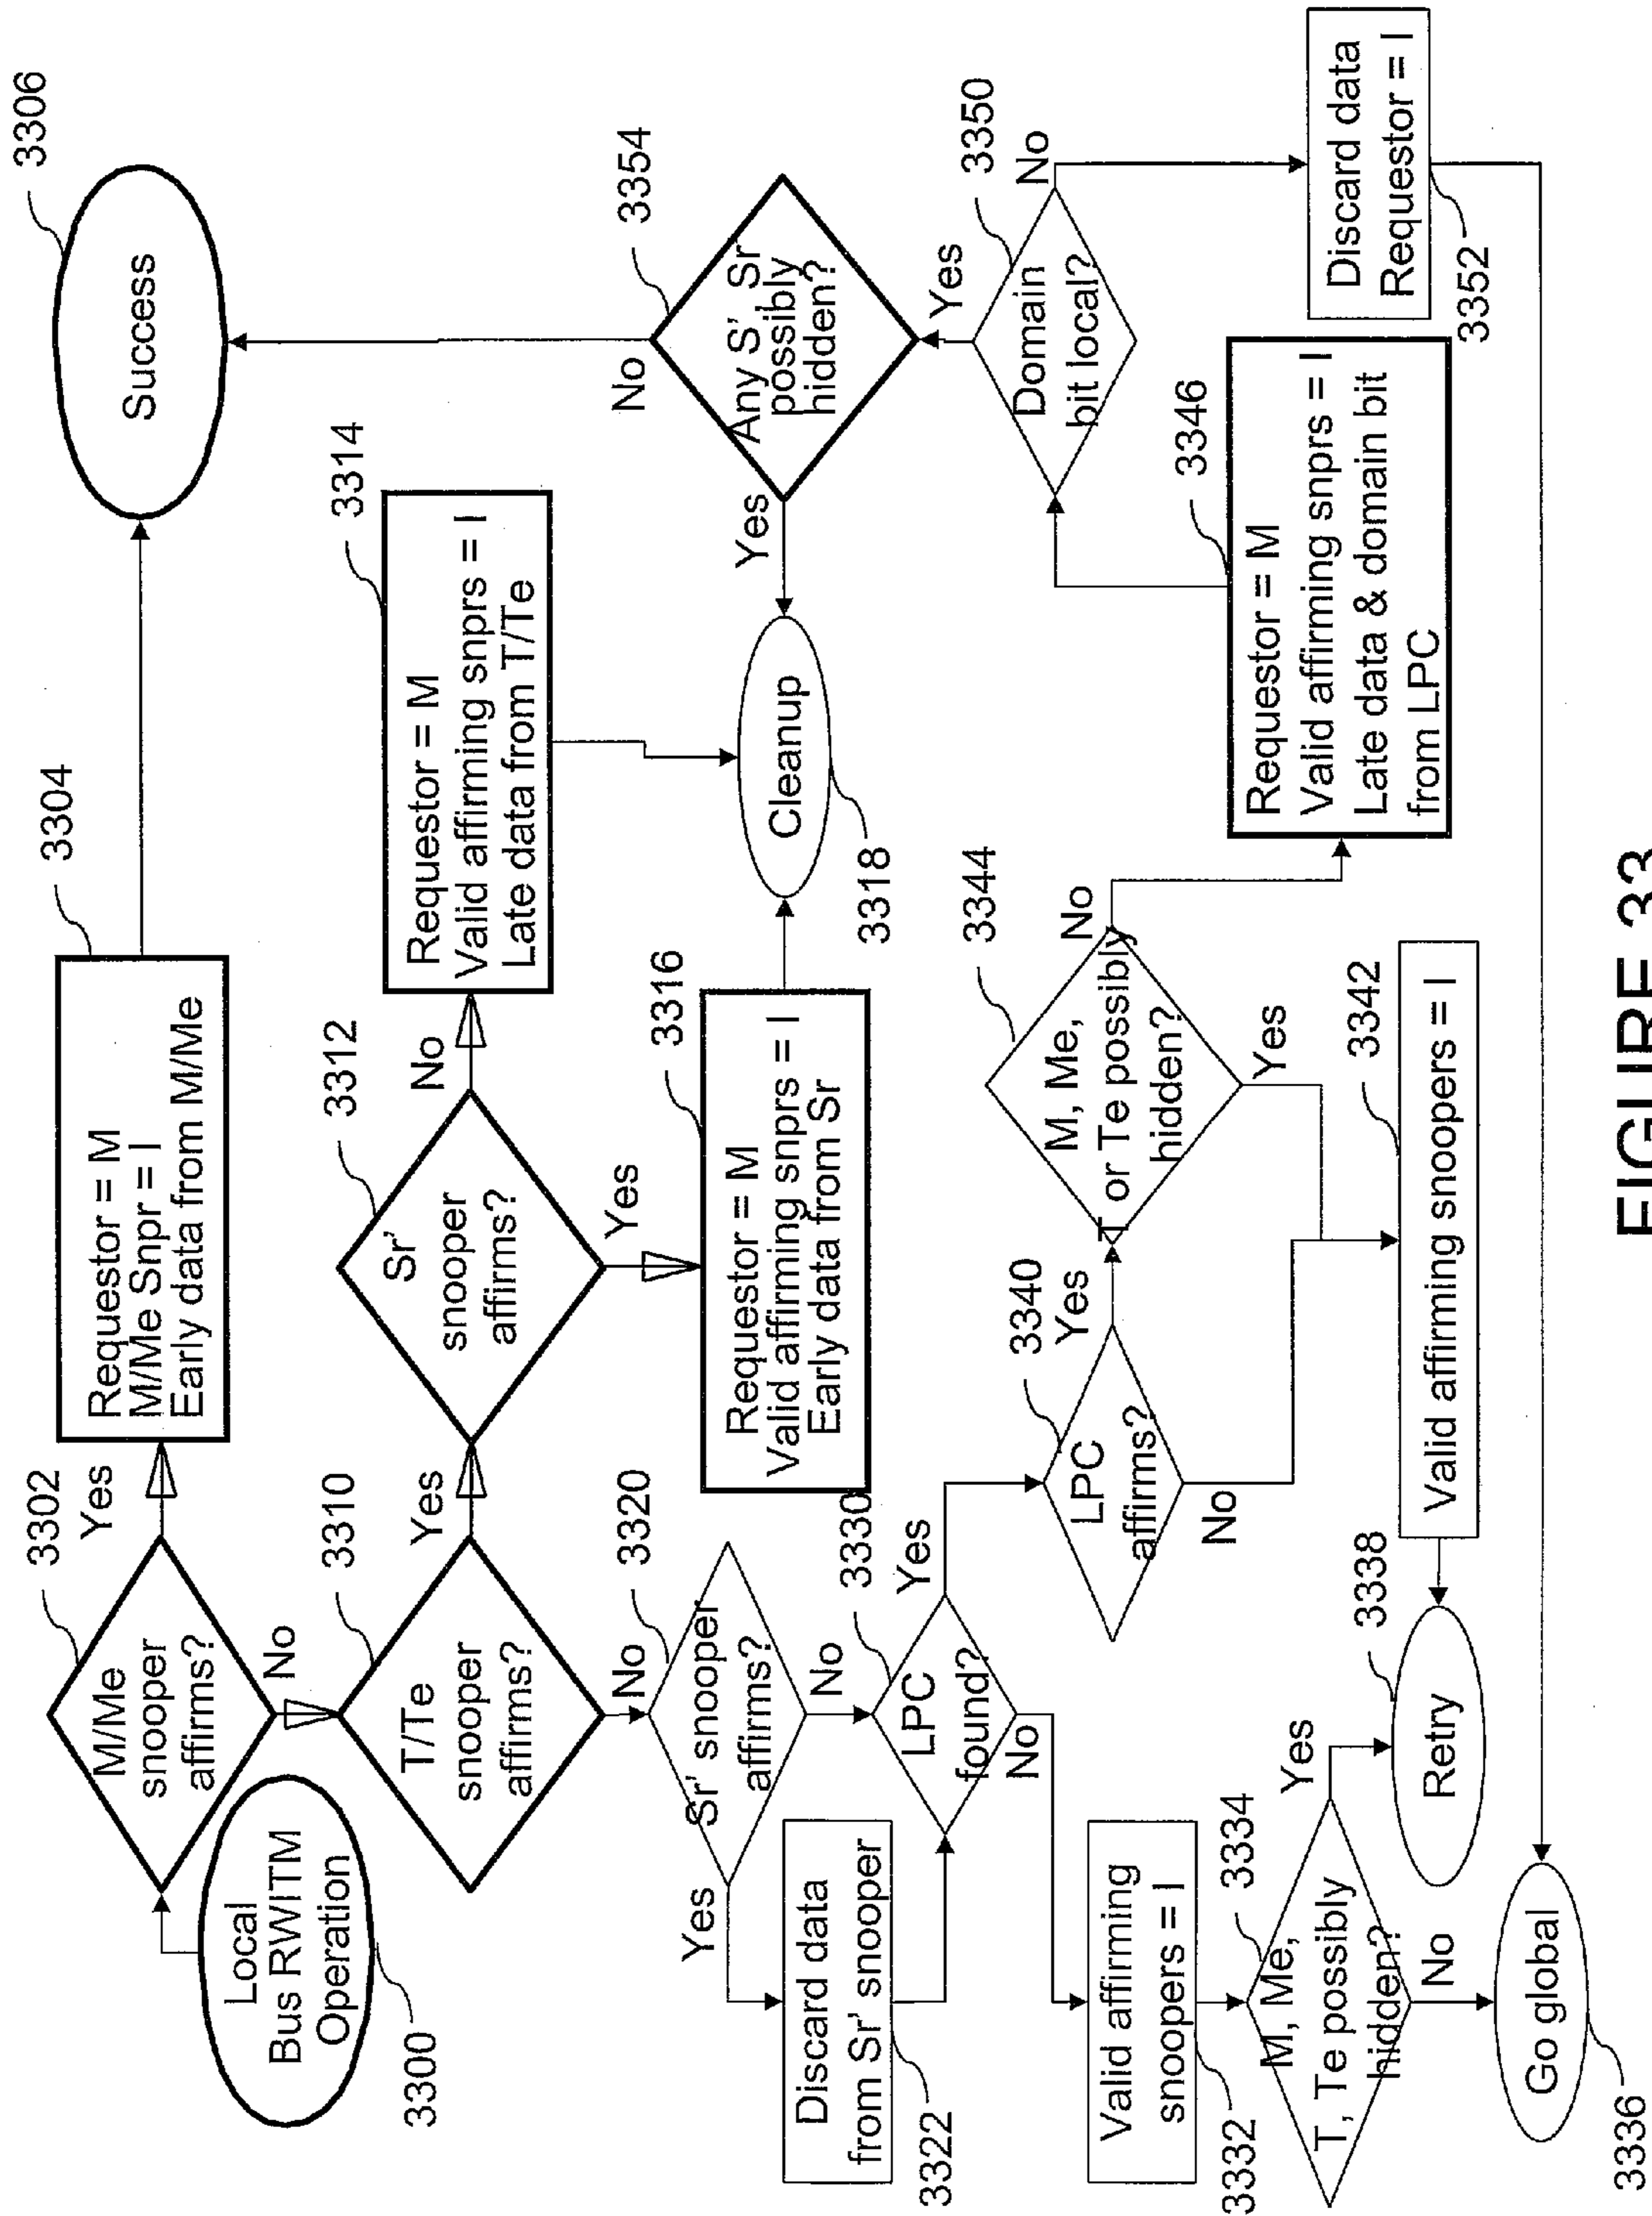 3300
Local
Bus RWITM
Operation
3302
M/Me
snooper
affirms?
Yes
No
3304
Requestor = M
M/Me Snpr = I
Early data from M/Me
3306
Success
3310
T/Te
snooper
affirms?
Yes
No
3312
Sr'
snooper
affirms?
No
Yes
3314
Requestor = M
Valid affirming snprs = I
Late data from T/Te
3316
Requestor = M
Valid affirming snprs = I
Early data from Sr
Cleanup
3318
3320
Sr' snooper
affirms?
Yes
No
Discard data
from Sr' snooper
3322
3330
LPC
found?
Yes
No
Valid affirming
snoopers = I
3332
3334
M, Me,
T, Te possibly
hidden?
Yes
No
Go global
3336
3338
Retry
3340
LPC
affirms?
Yes
No
3342
Valid affirming snoopers = I
3344
M, Me,
T or Te possibly
hidden?
No
Yes
3346
Requestor = M
Valid affirming snprs = I
Late data & domain bit
from LPC
3350
Domain
bit local?
No
Yes
Discard data
Requestor = I
3352
3354
Any S' Sr
possibly
hidden?
No
Yes
FIGURE 33